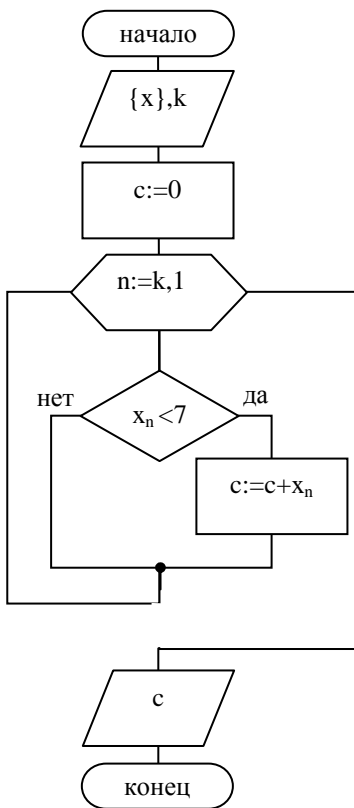 начало
{x},k
c:=0
n:=k,1
нет
да
xₙ <7
c:=c+xₙ
c
конец